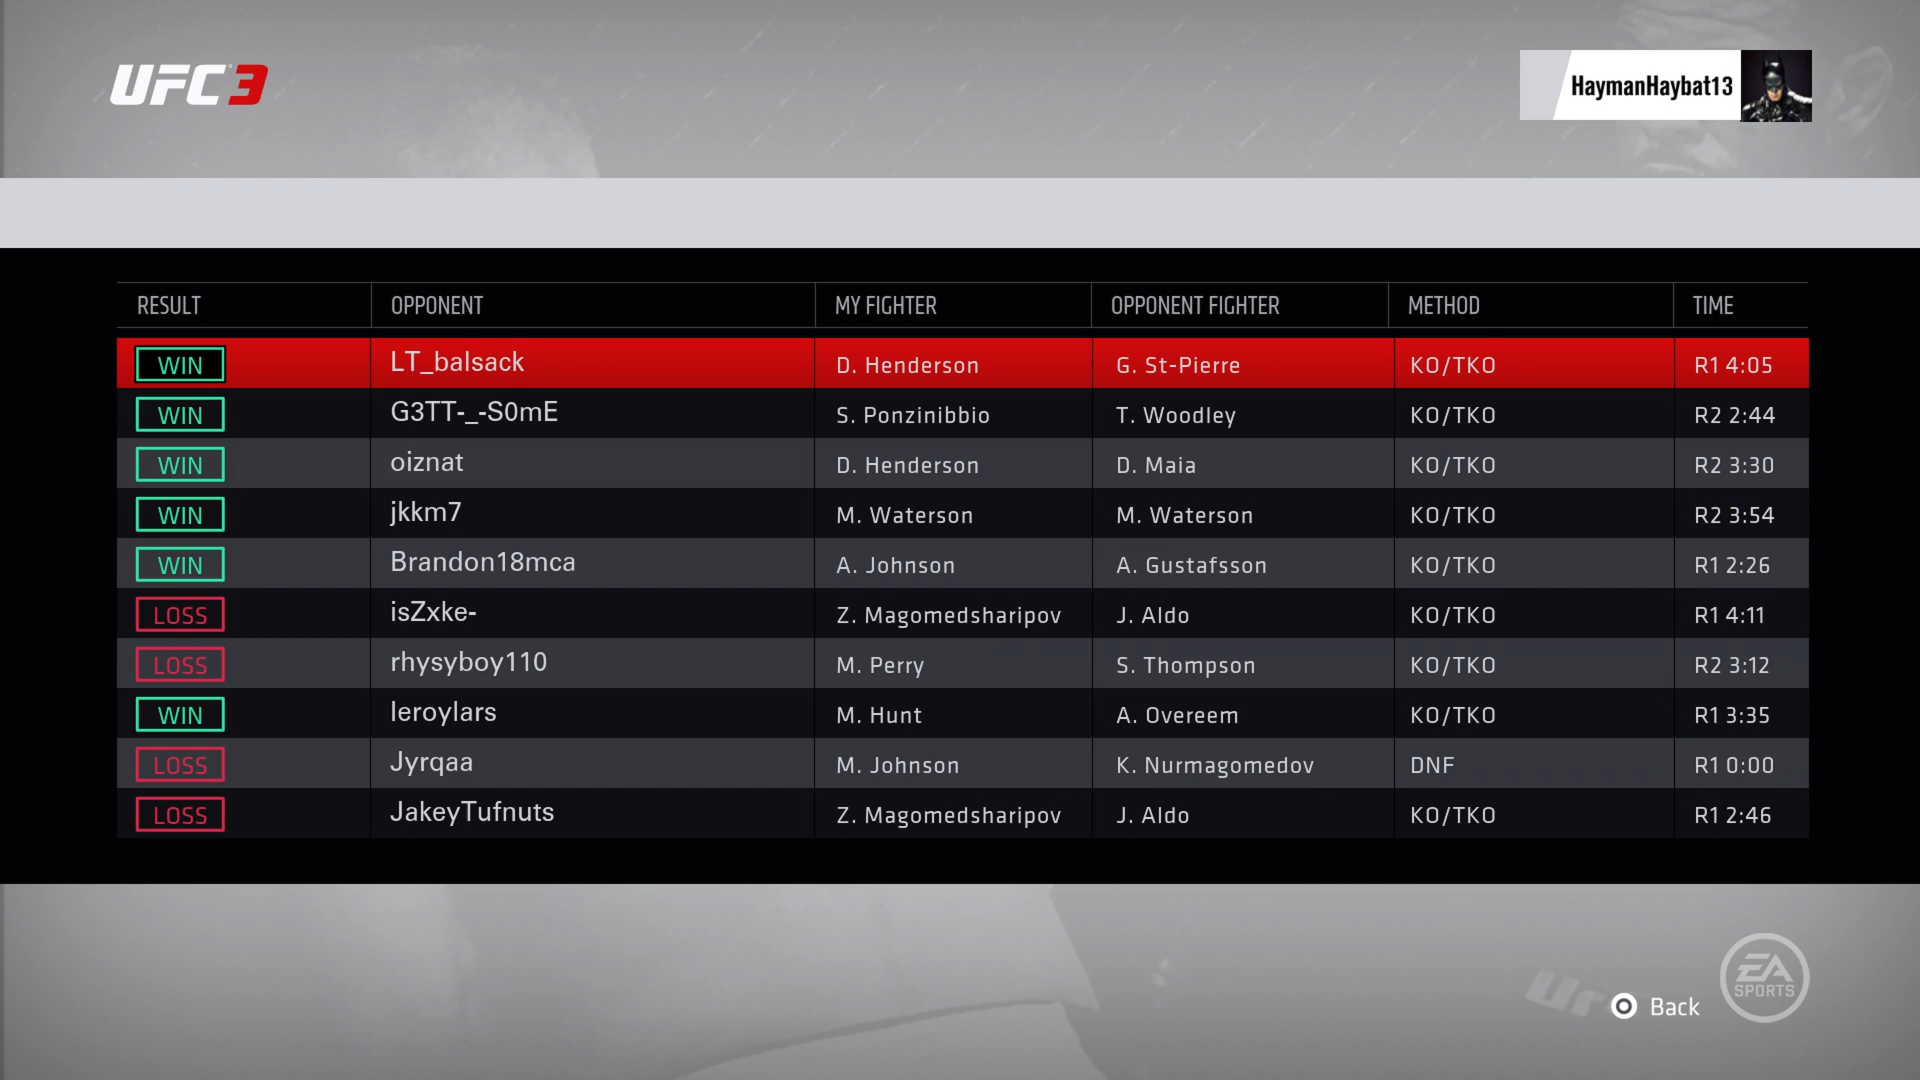 UFC 3
HaymanHaybat13
RESULT OPPONENT MY FIGHTER OPPONENT FIGHTER METHOD TIME
WIN LT_balsack D. Henderson G. St-Pierre KO/TKO R1 4:05
WIN G3TT-_-S0mE S. Ponzinibbio T. Woodley KO/TKO R2 2:44
WIN oiznat D. Henderson D. Maia KO/TKO R2 3:30
WIN jkkm7 M. Waterson M. Waterson KO/TKO R2 3:54
WIN Brandon18mca A. Johnson A. Gustafsson KO/TKO R1 2:26
LOSS isZxke- Z. Magomedsharipov J. Aldo KO/TKO R1 4:11
LOSS rhysyboy110 M. Perry S. Thompson KO/TKO R2 3:12
WIN leroylars M. Hunt A. Overeem KO/TKO R1 3:35
LOSS Jyrqaa M. Johnson K. Nurmagomedov DNF R1 0:00
LOSS JakeyTufnuts Z. Magomedsharipov J. Aldo KO/TKO R1 2:46
Back
EA
SPORTS